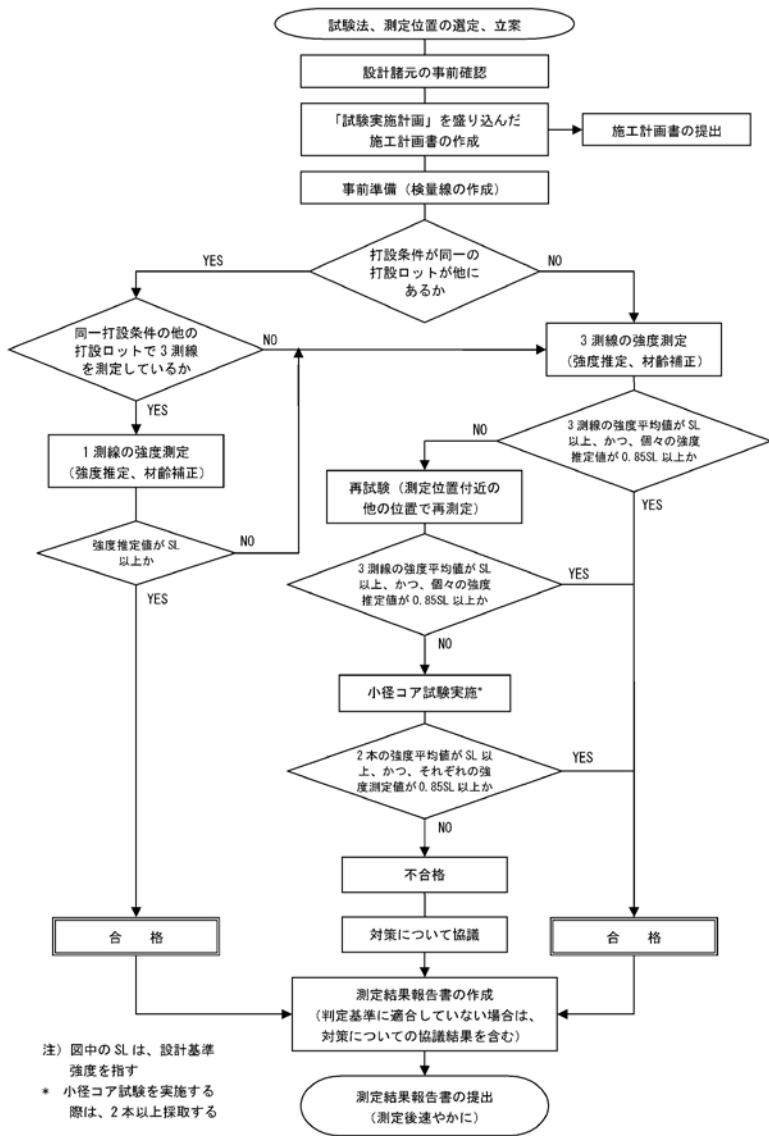 試験法、測定位置の選定、立案
設計諸元の事前確認
「試験実施計画」を盛り込んだ
施工計画書の作成
施工計画書の提出
事前準備（検量線の作成）
打設条件が同一の
打設ロットが他に
あるか
YES
NO
同一打設条件の他の
打設ロットで3測線
を測定しているか
NO
YES
3測線の強度測定
（強度推定、材齢補正）
1測線の強度測定
（強度推定、材齢補正）
3測線の強度平均値がSL
以上、かつ、個々の強度
推定値が0.85SL以上か
NO
YES
再試験（測定位置付近の
他の位置で再測定）
強度推定値がSL
以上か
NO
YES
3測線の強度平均値がSL
以上、かつ、個々の強度
推定値が0.85SL以上か
YES
NO
小径コア試験実施*
2本の強度平均値がSL以
上、かつ、それぞれの強
度測定値が0.85SL以上か
YES
NO
不合格
合　格
対策について協議
合　格
測定結果報告書の作成
（判定基準に適合していない場合は、
対策についての協議結果を含む）
測定結果報告書の提出
（測定後速やかに）
注）図中のSLは、設計基準
強度を指す
*　小径コア試験を実施する
際は、2本以上採取する